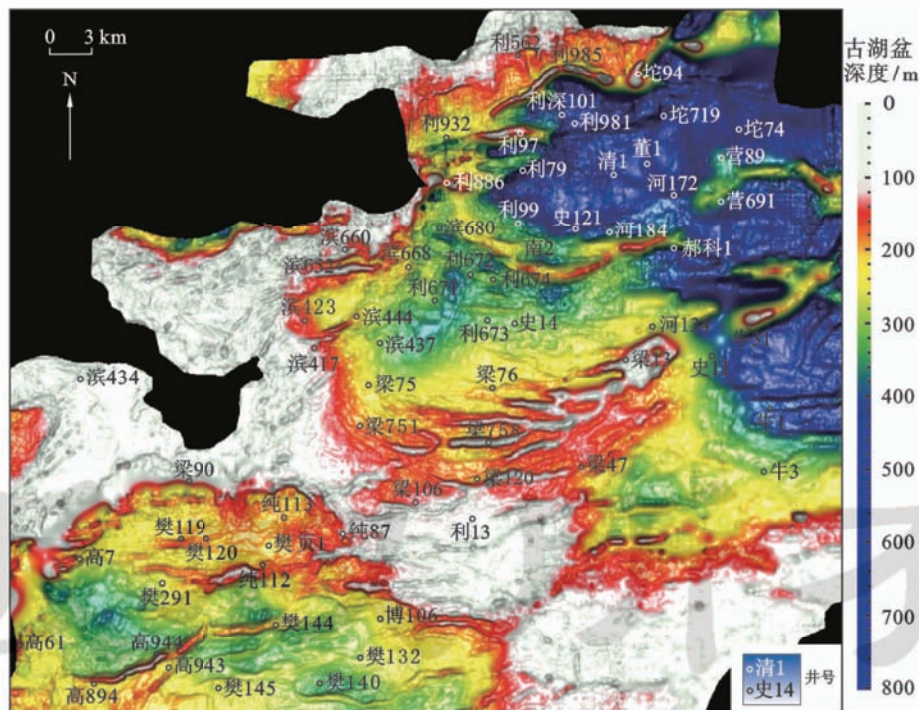 0 3 km
N
古湖盆
深度/m
0
100
200
300
400
500
600
700
800
利562
利985
坨94
利深101
利981
坨719
坨74
利932
利97
利79
清1
董1
营89
利886
河172
营691
利99
史121
河184
郝科1
滨680
南2
滨660
滨668
利672
利674
利671
滨423
滨444
利673
史14
滨437
滨417
梁75
梁76
滨434
梁751
梁120
梁47
梁106
牛3
梁90
纯113
樊119
樊120
樊页1
纯87
利13
高7
纯112
樊291
博106
樊144
高61
高944
高943
樊132
高894
樊145
樊140
清1
史14
井号